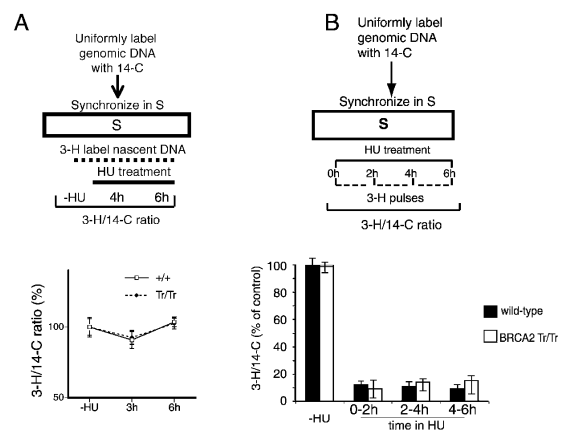 A
Uniformly label
genomic DNA
with 14-C
Synchronize in S
S
3-H label nascent DNA
HU treatment
-HU 4h 6h
3-H/14-C ratio
3-H/14-C ratio (%)
100
50
+/+
Tr/Tr
-HU 3h 6h
B
Uniformly label
genomic DNA
with 14-C
Synchronize in S
S
HU treatment
0h 2h 4h 6h
3-H pulses
3-H/14-C ratio
3-H/14-C (% of control)
100
80
60
40
20
0
wild-type
BRCA2 Tr/Tr
-HU 0-2h 2-4h 4-6h
time in HU